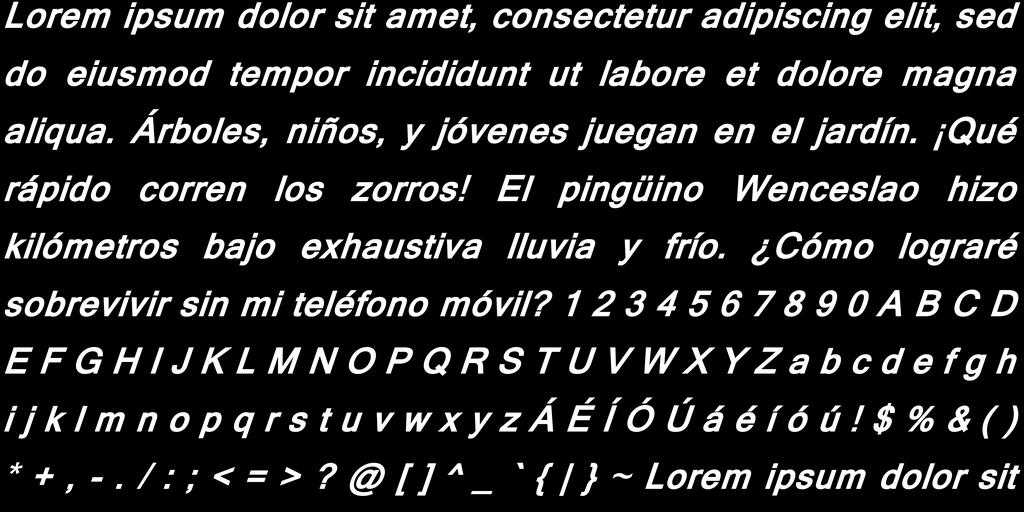 Lorem ipsum dolor sit amet, consectetur adipiscing elit, sed
do eiusmod tempor incididunt ut labore et dolore magna
aliqua. Árboles, niños, y jóvenes juegan en el jardín. ¡Qué
rápido corren los zorros! El pingüino Wenceslao hizo
kilómetros bajo exhaustiva lluvia y frío. ¿Cómo lograré
sobrevivir sin mi teléfono móvil? 1 2 3 4 5 6 7 8 9 0 A B C D
E F G H I J K L M N O P Q R S T U V W X Y Z a b c d e f g h
i j k l m n o p q r s t u v w x y z Á É Í Ó Ú á é í ó ú ! $ % & ( )
* + , - . / : ; < = > ? @ [ ] ^ _ ` { | } ~ Lorem ipsum dolor sit